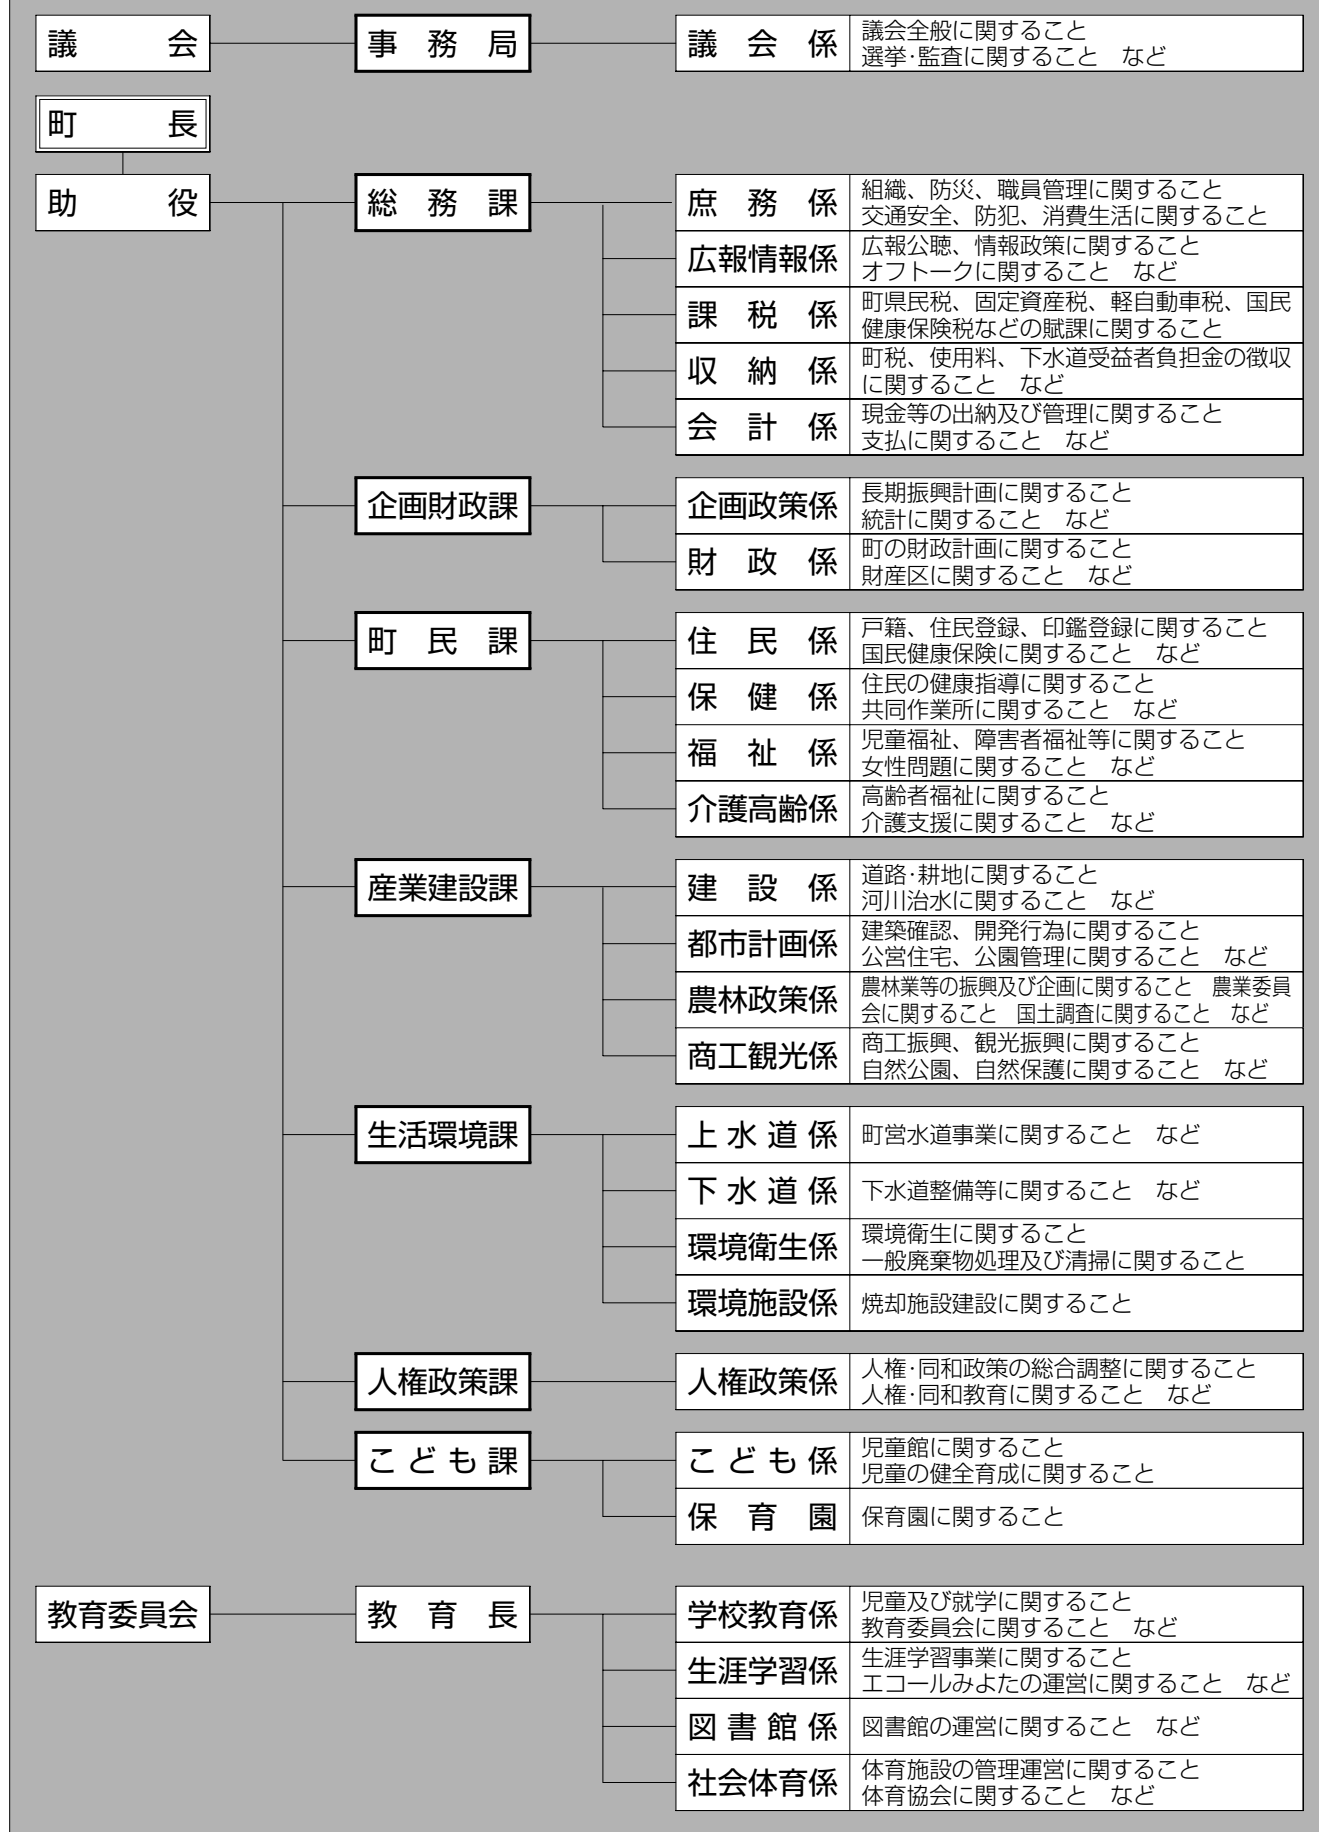 議会
事務局
議会係
議会全般に関すること
選挙･監査に関すること　など
町長
助役
総務課
庶務係
組織、防災、職員管理に関すること
交通安全、防犯、消費生活に関すること
広報情報係
広報公聴、情報政策に関すること
オフトークに関すること　など
課税係
町県民税、固定資産税、軽自動車税、国民
健康保険税などの賦課に関すること
収納係
町税、使用料、下水道受益者負担金の徴収
に関すること　など
会計係
現金等の出納及び管理に関すること
支払に関すること　など
企画財政課
企画政策係
長期振興計画に関すること
統計に関すること　など
財政係
町の財政計画に関すること
財産区に関すること　など
町民課
住民係
戸籍、住民登録、印鑑登録に関すること
国民健康保険に関すること　など
保健係
住民の健康指導に関すること
共同作業所に関すること　など
福祉係
児童福祉、障害者福祉等に関すること
女性問題に関すること　など
介護高齢係
高齢者福祉に関すること
介護支援に関すること　など
産業建設課
建設係
道路･耕地に関すること
河川治水に関すること　など
都市計画係
建築確認、開発行為に関すること
公営住宅、公園管理に関すること　など
農林政策係
農林業等の振興及び企画に関すること　農業委員
会に関すること　国土調査に関すること　など
商工観光係
商工振興、観光振興に関すること
自然公園、自然保護に関すること　など
生活環境課
上水道係
町営水道事業に関すること　など
下水道係
下水道整備等に関すること　など
環境衛生係
環境衛生に関すること
一般廃棄物処理及び清掃に関すること
環境施設係
焼却施設建設に関すること
人権政策課
人権政策係
人権･同和政策の総合調整に関すること
人権･同和教育に関すること　など
こども課
こども係
児童館に関すること
児童の健全育成に関すること
保育園
保育園に関すること
教育委員会
教育長
学校教育係
児童及び就学に関すること
教育委員会に関すること　など
生涯学習係
生涯学習事業に関すること
エコールみよたの運営に関すること　など
図書館係
図書館の運営に関すること　など
社会体育係
体育施設の管理運営に関すること
体育協会に関すること　など